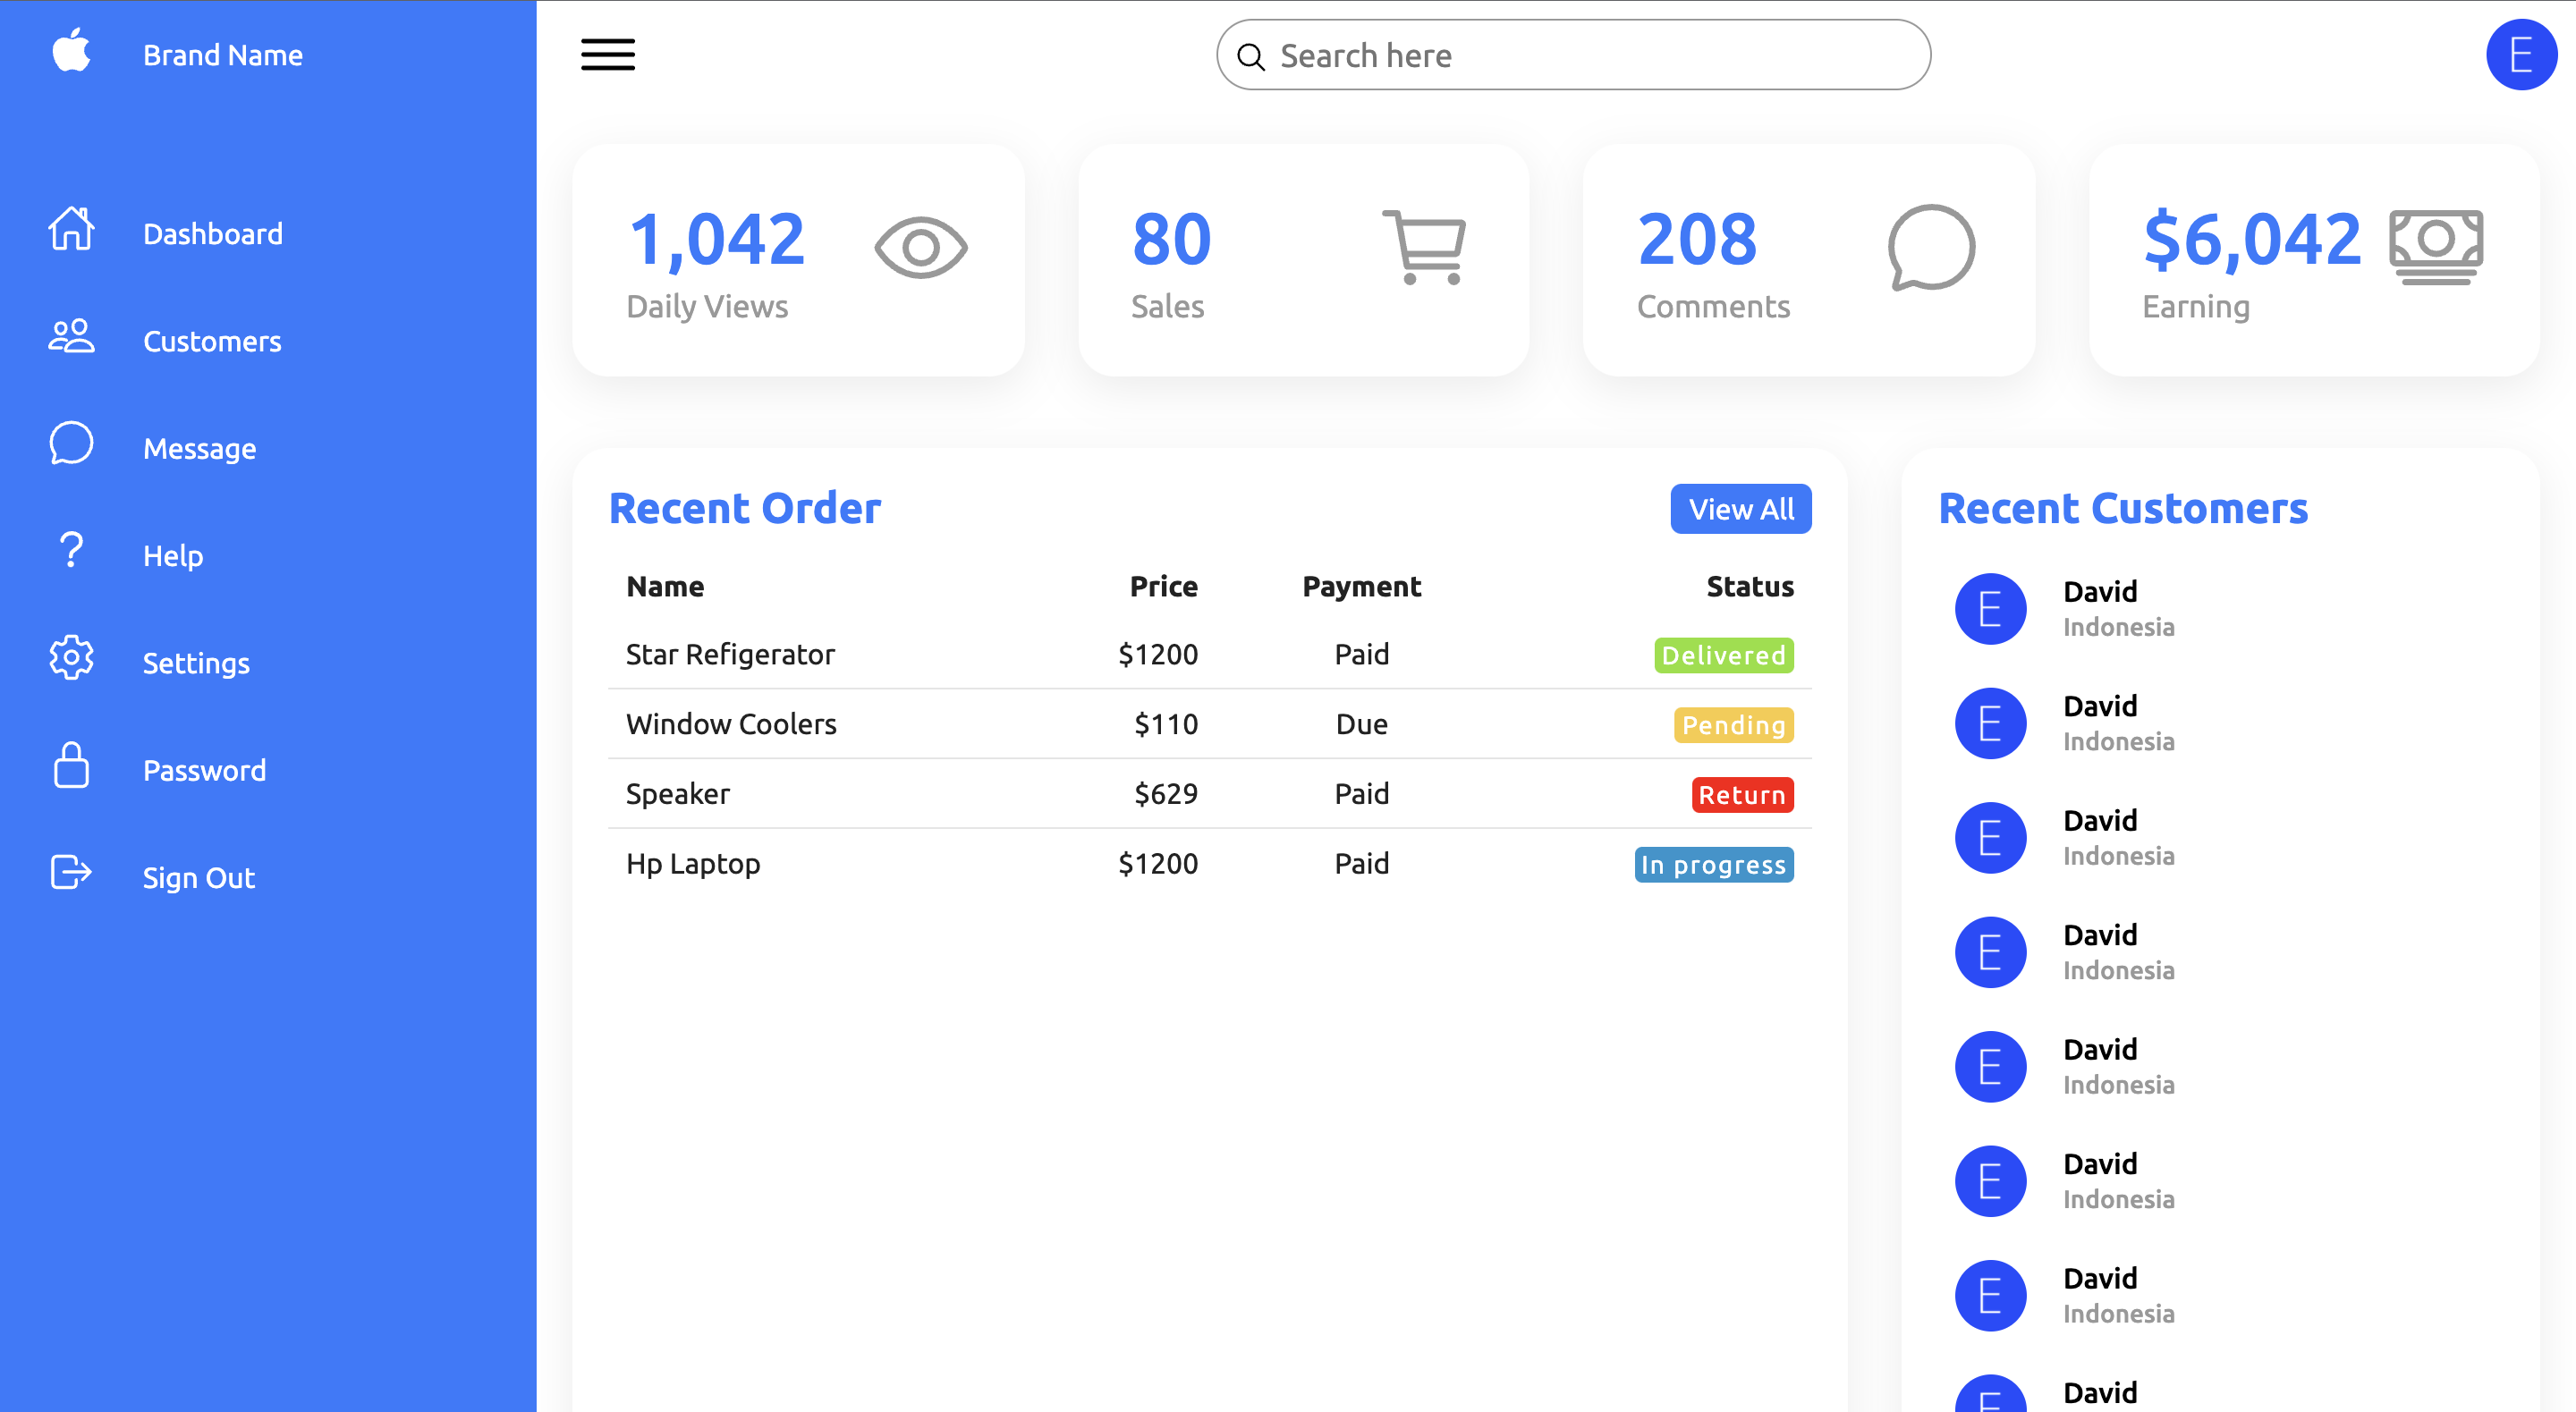 Brand Name
Dashboard
Customers
Message
Help
Settings
Password
Sign Out
Search here
E
1,042
Daily Views
80
Sales
208
Comments
$6,042
Earning
Recent Order
View All
Name Price Payment Status
Star Refigerator $1200 Paid Delivered
Window Coolers $110 Due Pending
Speaker $629 Paid Return
Hp Laptop $1200 Paid In progress
Recent Customers
E David
Indonesia
E David
Indonesia
E David
Indonesia
E David
Indonesia
E David
Indonesia
E David
Indonesia
E David
Indonesia
E David